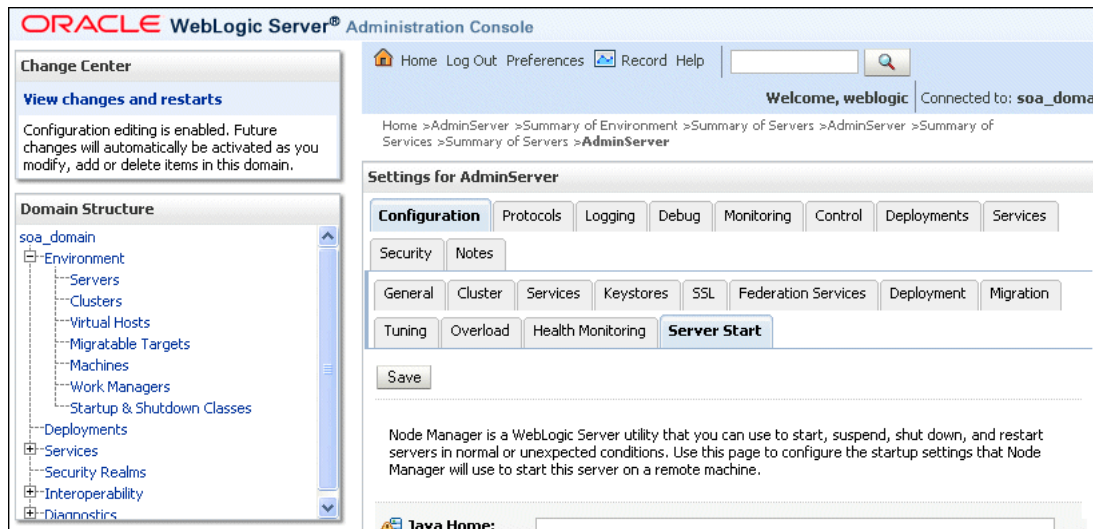 ORACLE WebLogic Server® Administration Console
Change Center
View changes and restarts
Configuration editing is enabled. Future
changes will automatically be activated as you
modify, add or delete items in this domain.
Domain Structure
soa_domain
Environment
Servers
Clusters
Virtual Hosts
Migratable Targets
Machines
Work Managers
Startup & Shutdown Classes
Deployments
Services
Security Realms
Interoperability
Diagnostics
Home Log Out Preferences Record Help
Welcome, weblogic Connected to: soa_doma
Home >AdminServer >Summary of Environment >Summary of Servers >AdminServer >Summary of
Services >Summary of Servers >AdminServer
Settings for AdminServer
Configuration Protocols Logging Debug Monitoring Control Deployments Services
Security Notes
General Cluster Services Keystores SSL Federation Services Deployment Migration
Tuning Overload Health Monitoring Server Start
Save
Node Manager is a WebLogic Server utility that you can use to start, suspend, shut down, and restart
servers in normal or unexpected conditions. Use this page to configure the startup settings that Node
Manager will use to start this server on a remote machine.
Java Home: